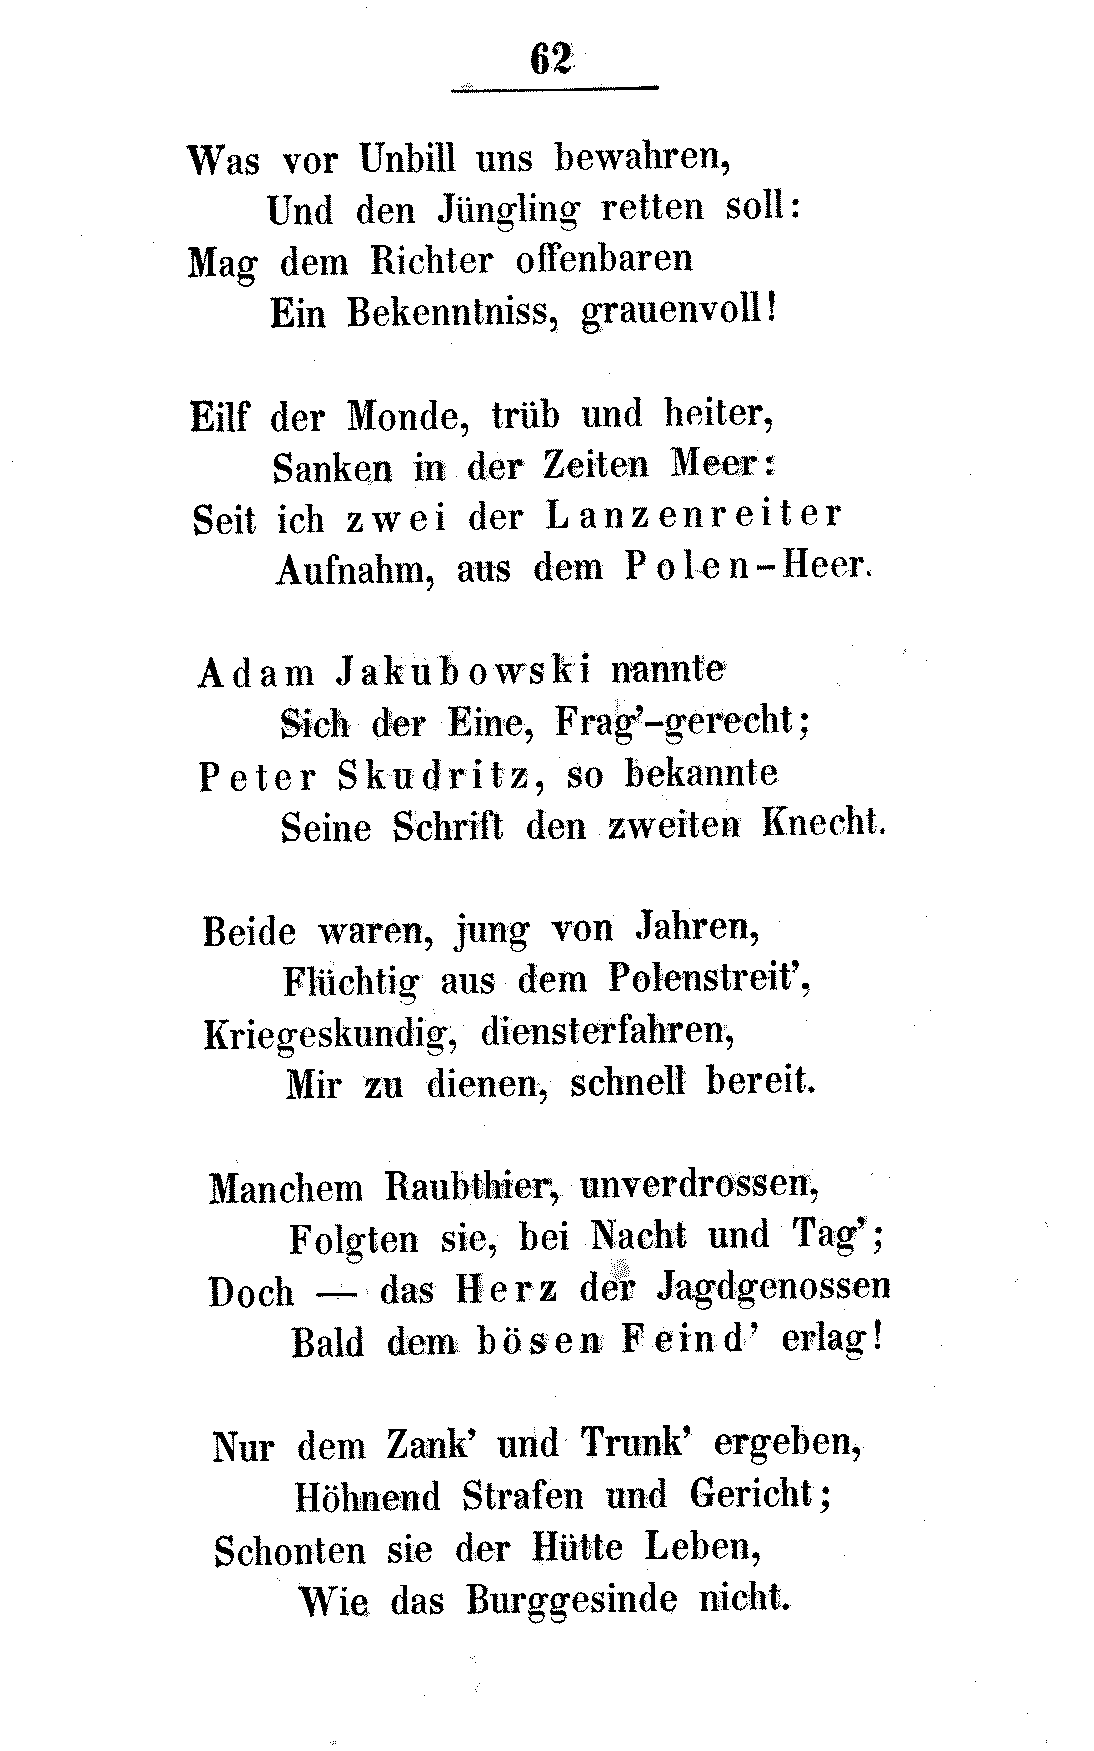 62
Was vor Unbill uns bewahren,
Und den Jüngling retten soll:
Mag dem Richter offenbaren
Ein Bekenntniss, grauenvoll!
Eilf der Monde, trüb und heiter,
Sanken in der Zeiten Meer:
Seit ich zwei der Lanzenreiter
Aufnahm, aus dem Polen-Heer.
Adam Jakubowski nannte
Sich der Eine, Frag'-gerecht;
Peter Skudritz, so bekannte
Seine Schrift den zweiten Knecht.
Beide waren, jung von Jahren,
Flüchtig aus dem Polenstreit',
Kriegeskundig, diensterfahren,
Mir zu dienen, schnell bereit.
Manchem Raubthier, unverdrossen,
Folgten sie, bei Nacht und Tag';
Doch — das Herz der Jagdgenossen
Bald dem bösen Feind' erlag!
Nur dem Zank' und Trunk' ergeben,
Höhnend Strafen und Gericht;
Schonten sie der Hütte Leben,
Wie das Burggesinde nicht.